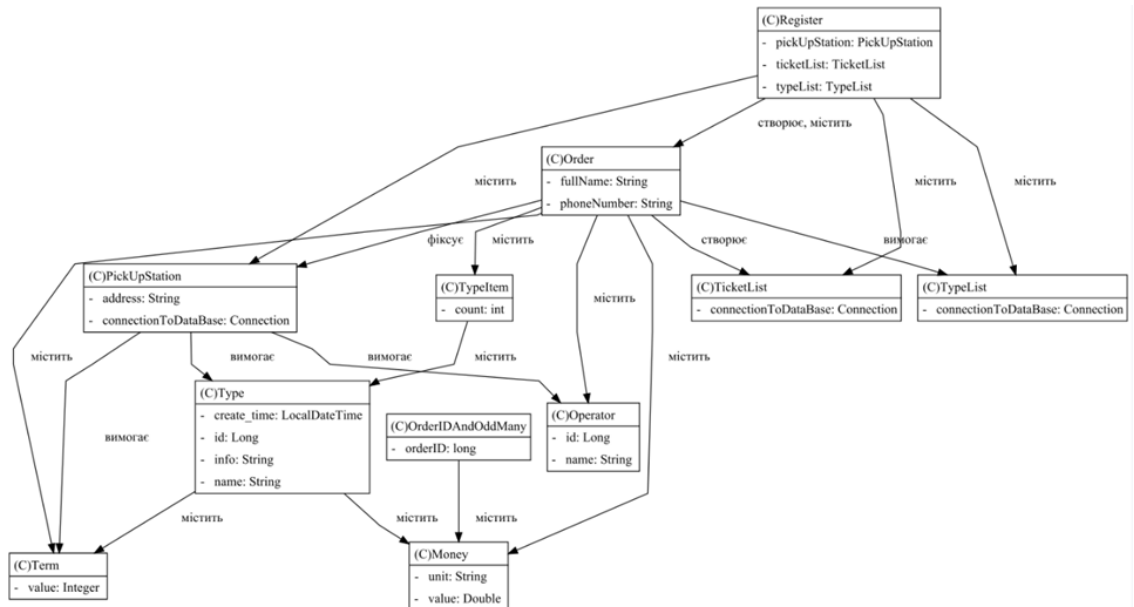 (C)Register
- pickUpStation: PickUpStation
- ticketList: TicketList
- typeList: TypeList
створює, містить
(C)Order
- fullName: String
- phoneNumber: String
містить
містить
містить
фіксує
містить
створює
вимогає
(C)PickUpStation
- address: String
- connectionToDataBase: Connection
(C)TypeItem
- count: int
(C)TicketList
- connectionToDataBase: Connection
(C)TypeList
- connectionToDataBase: Connection
містить
містить
вимогає
вимогає
містить
містить
(C)Type
- create_time: LocalDateTime
- id: Long
- info: String
- name: String
(C)OrderIDAndOddMany
- orderID: long
(C)Operator
- id: Long
- name: String
вимогає
містить
містить
містить
(C)Term
- value: Integer
(C)Money
- unit: String
- value: Double